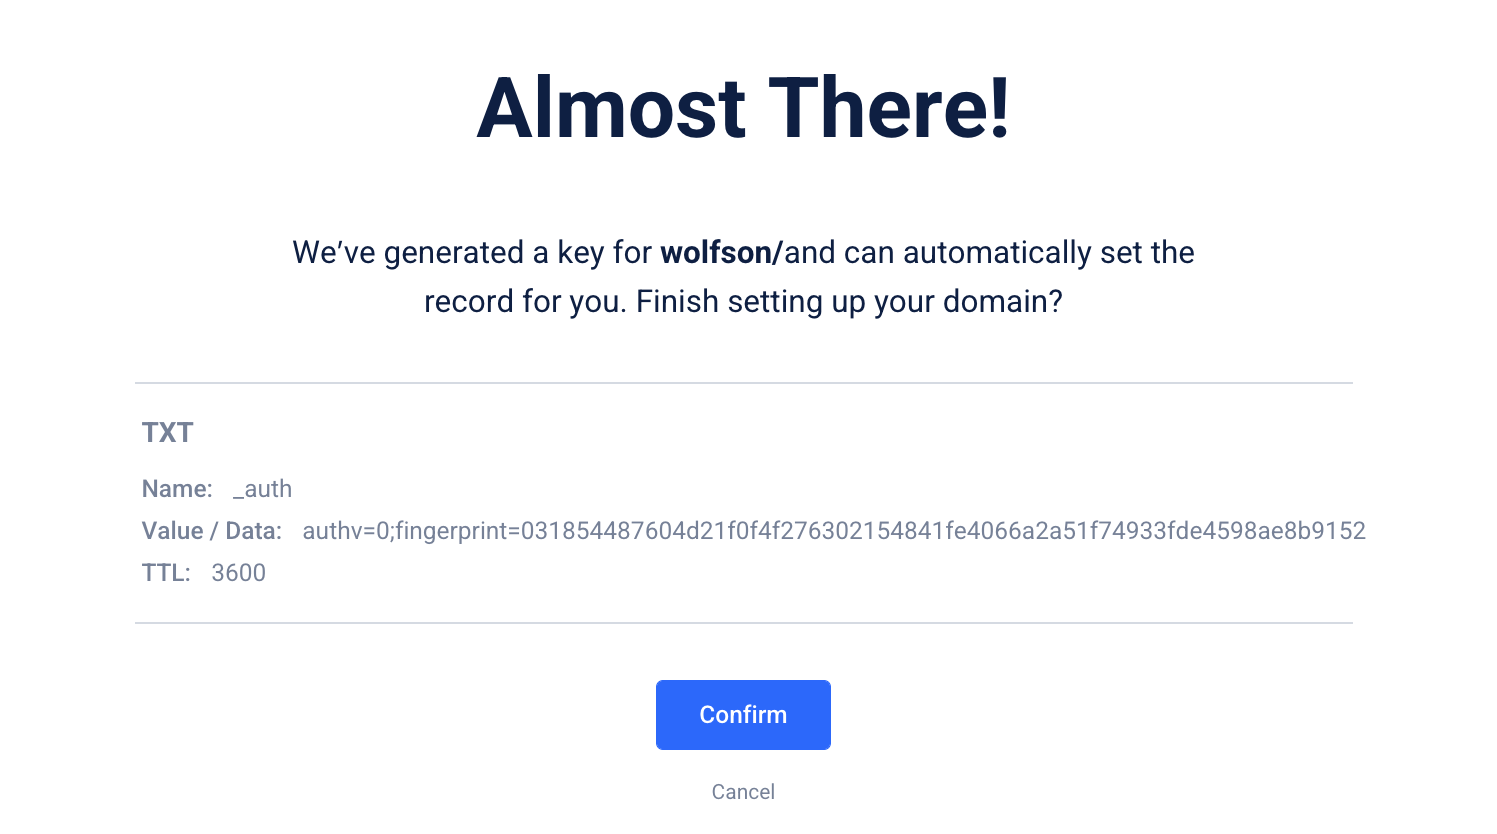 Almost There!
We've generated a key for wolfson/and can automatically set the
record for you. Finish setting up your domain?
TXT
Name: _auth
Value / Data: authv=0;fingerprint=031854487604d21f0f4f276302154841fe4066a2a51f74933fde4598ae8b9152
TTL: 3600
Confirm
Cancel